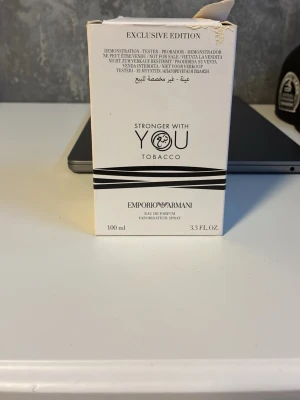 EXCLUSIVE EDITION
DEMONSTRATION - TESTER - PROBADOR - DEMONSTRADOR
NE PEUT ÊTRE VENDU / NOT FOR SALE / VIETATA LA VENDITA
NICHT ZUM VERKAUF BESTIMMT / PROHIBIDA SU VENTA
VENDA INTERDITA / NIET VOOR VERKOOP
عينة - غير مخصصة للبيع
STRONGER WITH
YOU
TOBACCO
EMPORIO ARMANI
EAU DE PARFUM
VAPORISATEUR SPRAY
100 ml 3.3 FL. OZ.